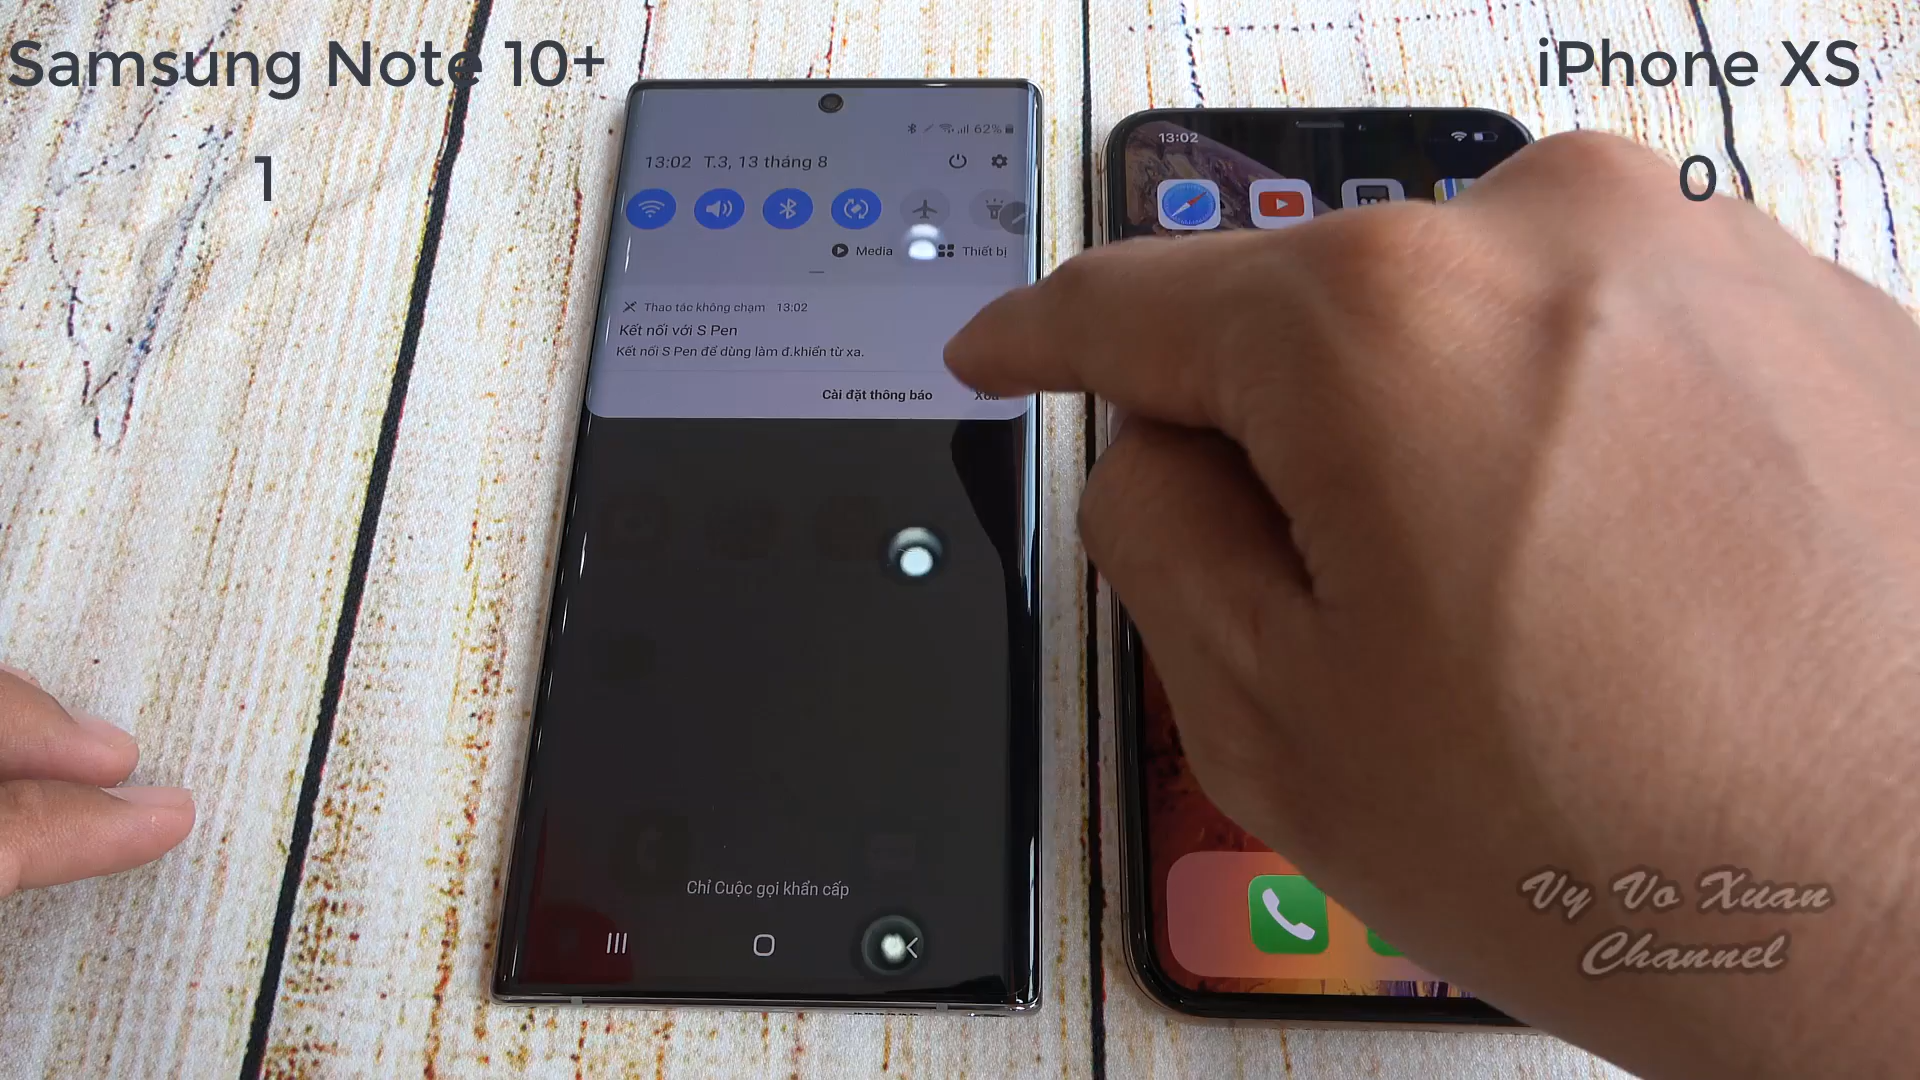 Samsung Note 10+
1
iPhone XS
0
62%
13:02 T.3, 13 tháng 8
Media
Thiết bị
Thao tác không chạm 13:02
Kết nối với S Pen
Kết nối S Pen để dùng làm đ.khiển từ xa.
Cài đặt thông báo
Chỉ Cuộc gọi khẩn cấp
13:02
Vy Vo Xuan
Channel